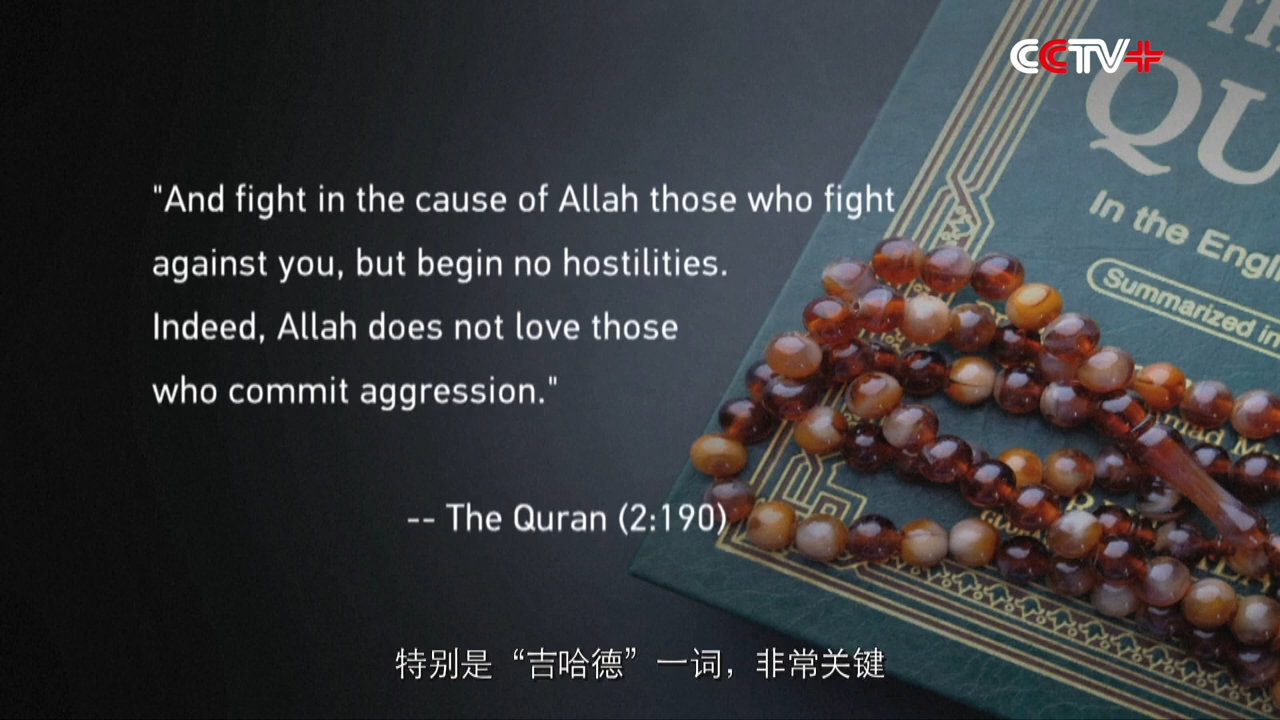 CCTV+
"And fight in the cause of Allah those who fight
against you, but begin no hostilities.
Indeed, Allah does not love those
who commit aggression."
-- The Quran (2:190)
QU
In the Engl
Summarized in
特别是“吉哈德”一词，非常关键